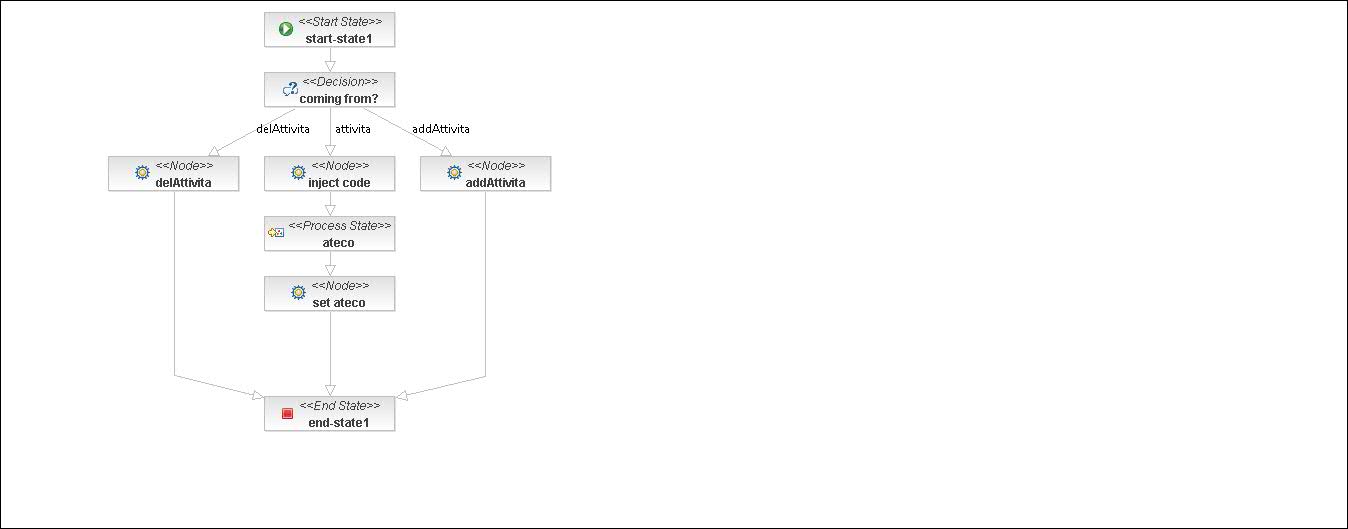 <<Start State>>
start-state1
<<Decision>>
coming from?
delAttivita
attivita
addAttivita
<<Node>>
delAttivita
<<Node>>
inject code
<<Node>>
addAttivita
<<Process State>>
ateco
<<Node>>
set ateco
<<End State>>
end-state1